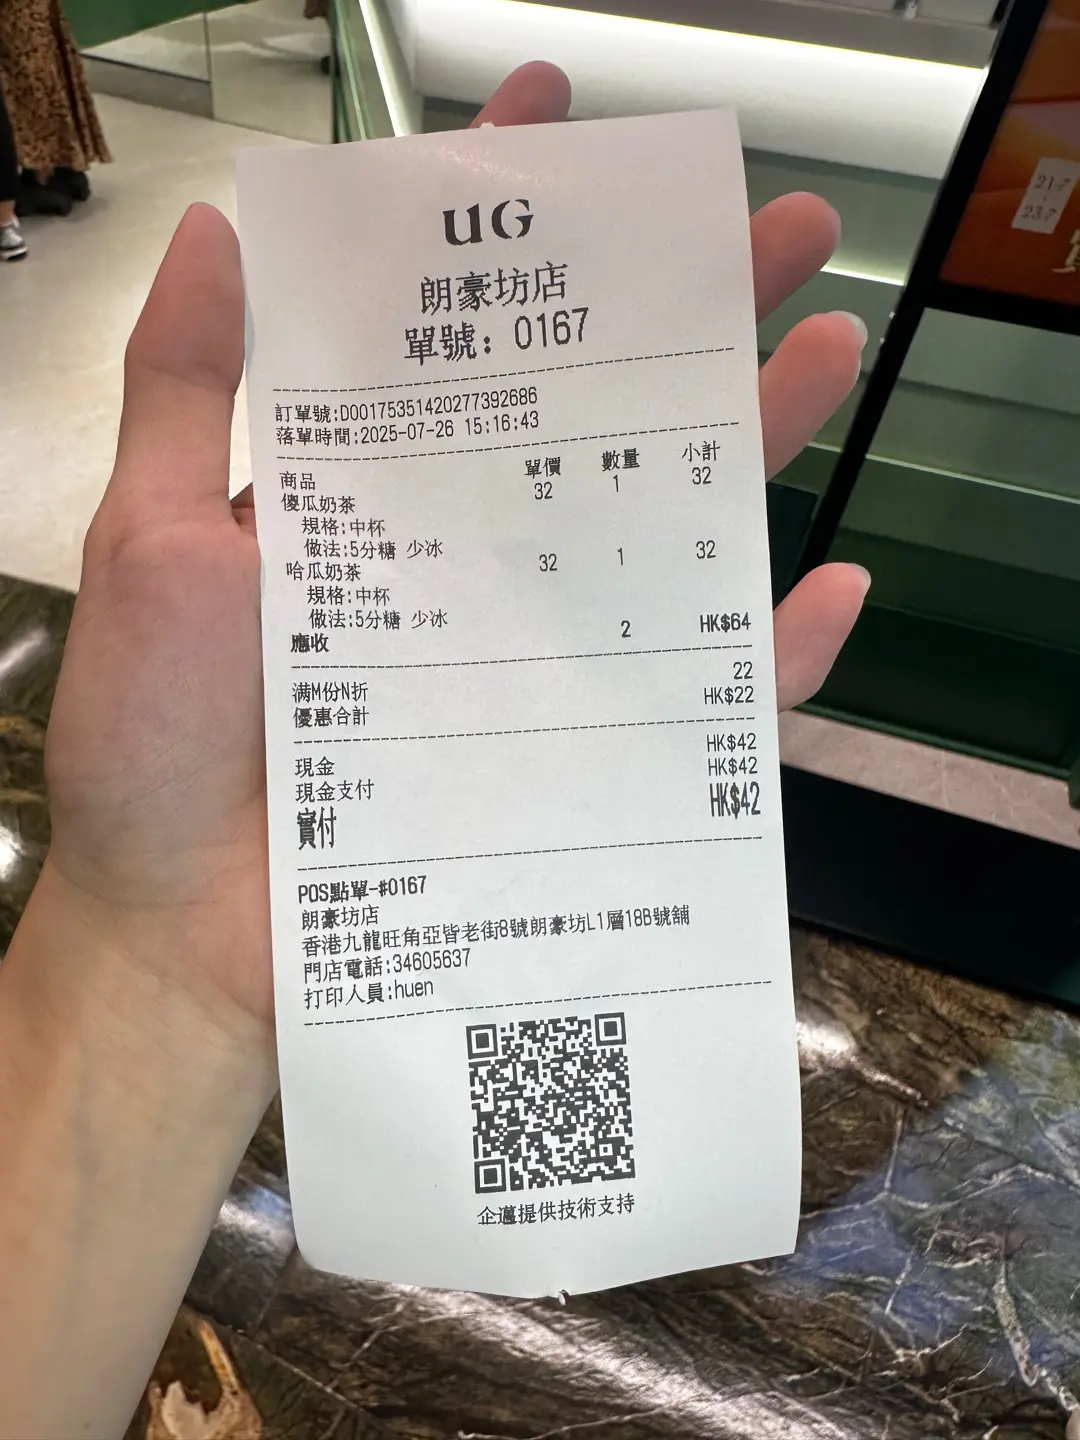 uG
朗豪坊店
單號: 0167
訂單號:D00175351420277392686
落單時間:2025-07-26 15:16:43
商品 單價 數量 小計
傻瓜奶茶 32 1 32
規格:中杯
做法:5分糖 少冰
哈瓜奶茶 32 1 32
規格:中杯
做法:5分糖 少冰
應收 2 HK$64
满M份N折 22
優惠合計 HK$22
現金 HK$42
現金支付 HK$42
實付 HK$42
POS點單-#0167
朗豪坊店
香港九龍旺角亞皆老街8號朗豪坊L1層18B號舖
門店電話:34605637
打印人員:huen
企邁提供技術支持
21.7
23.7